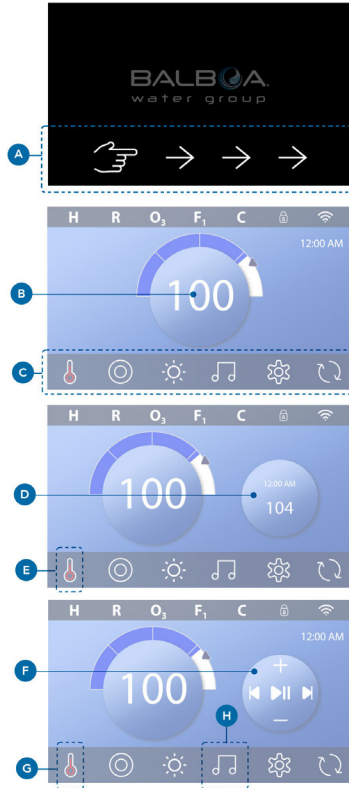 BALBOA
water group
A
H R O₃ F₁ C
12:00 AM
B
100
C
H R O₃ F₁ C
D
100
12:00 AM
104
E
H R O₃ F₁ C
12:00 AM
F
100
H
G